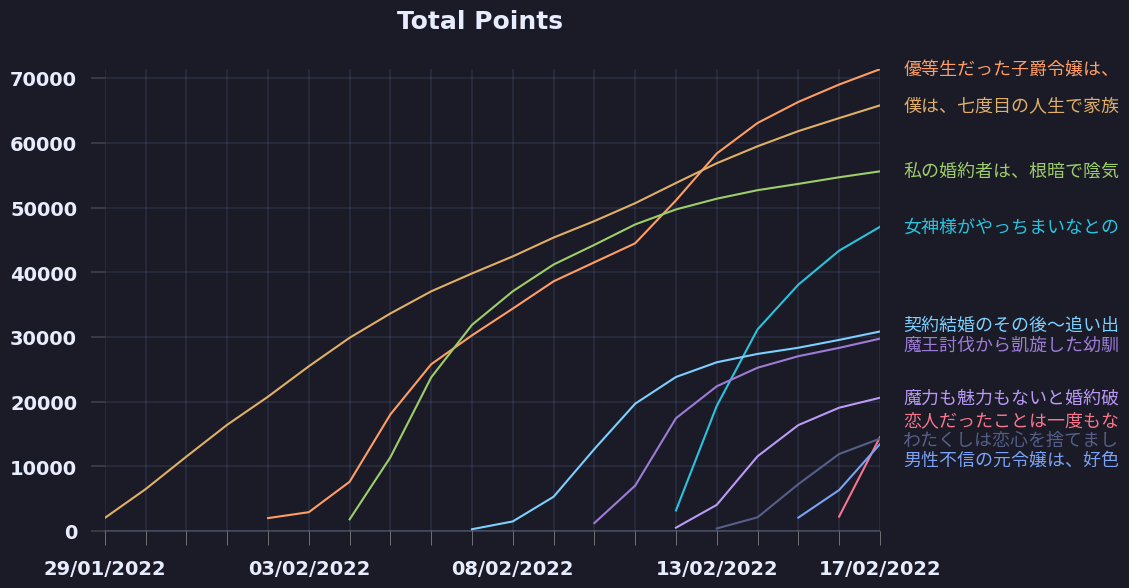 Total Points
70000
60000
50000
40000
30000
20000
10000
0
29/01/2022
03/02/2022
08/02/2022
13/02/2022
17/02/2022
優等生だった子爵令嬢は、
僕は、七度目の人生で家族
私の婚約者は、根暗で陰気
女神様がやっちまいなとの
契約結婚のその後〜追い出
魔王討伐から凱旋した幼馴
魔力も魅力もないと婚約破
恋人だったことは一度もな
わたくしは恋心を捨てまし
男性不信の元令嬢は、好色